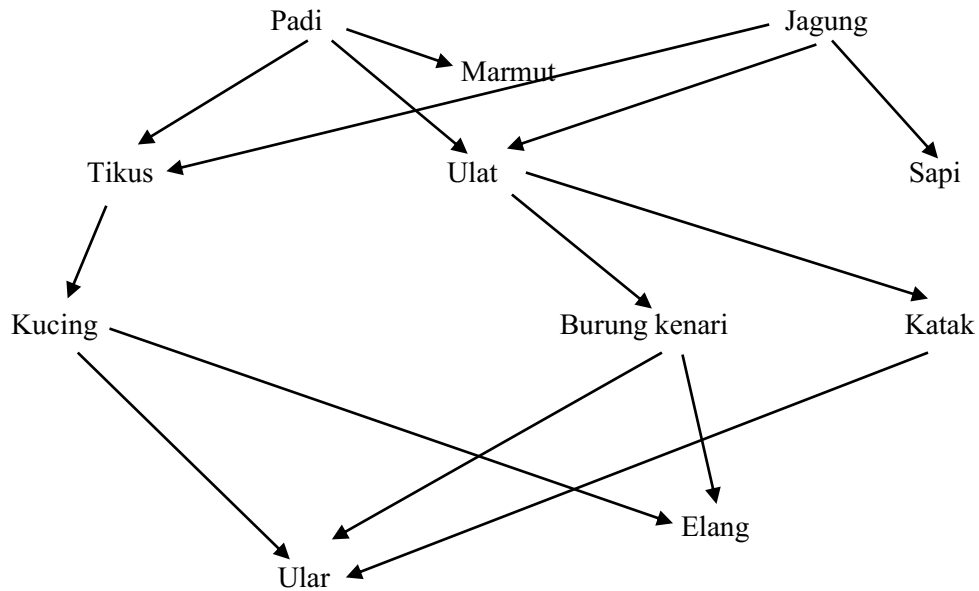 Padi
Jagung
Marmut
Tikus
Ulat
Sapi
Kucing
Burung kenari
Katak
Elang
Ular